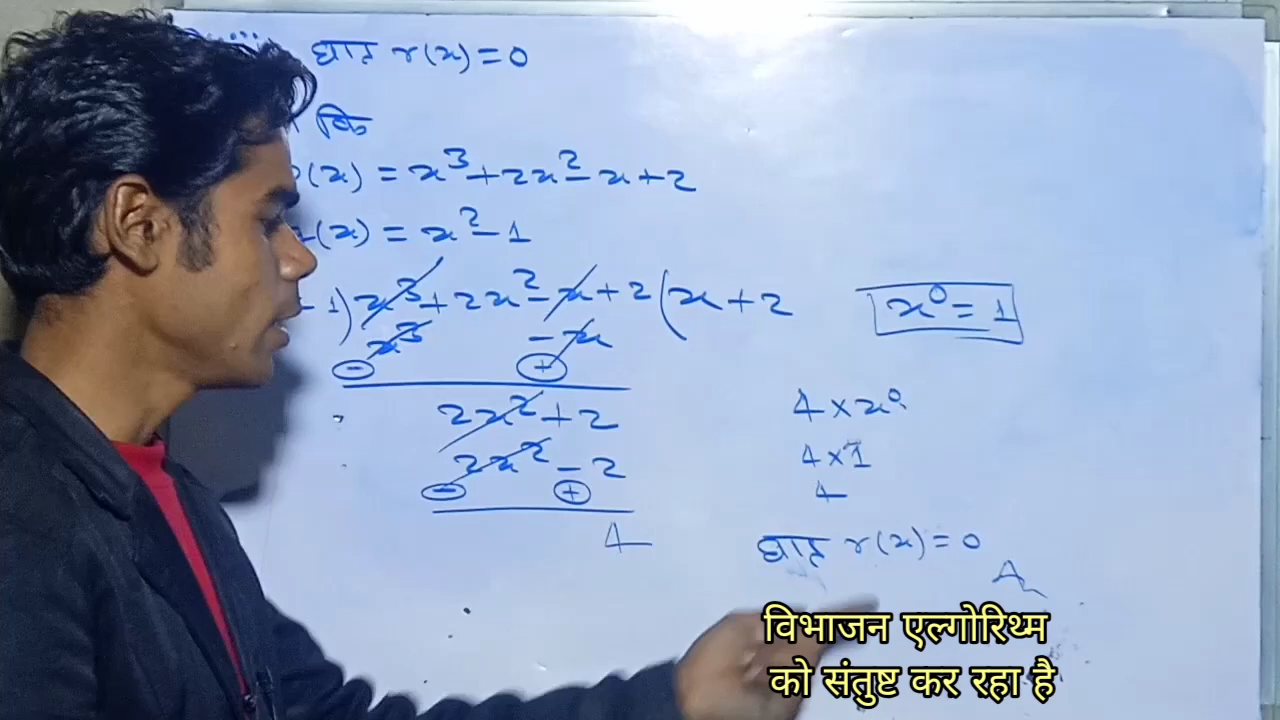 घात r(x) = 0
कि
p(x) = x³ + 2x² - x + 2
(x) = x² - 1
- 1) x³ + 2x² - x + 2 ( x + 2
x³ - x
- +
2x² + 2
2x² - 2
- +
4
x⁰ = 1
4 × x⁰
4 × 1
4
घात r(x) = 0
A
विभाजन एल्गोरिथ्म
को संतुष्ट कर रहा है